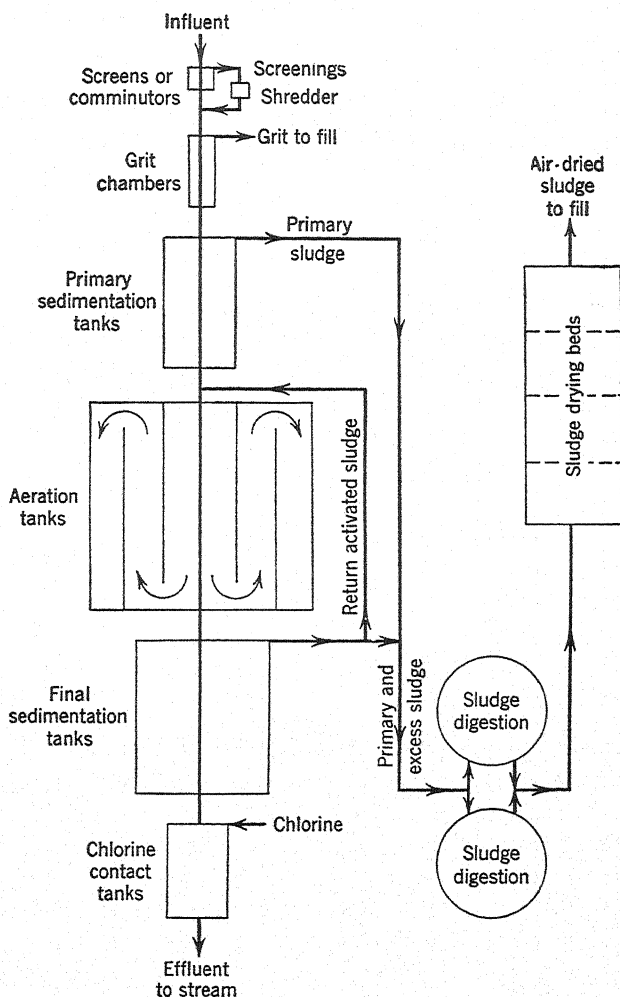 Influent
Screens or
comminutors
Screenings
Shredder
Grit to fill
Grit
chambers
Primary
sludge
Primary
sedimentation
tanks
Air-dried
sludge
to fill
Sludge drying beds
Aeration
tanks
Return activated sludge
Final
sedimentation
tanks
Primary and
excess sludge
Sludge
digestion
Chlorine
Chlorine
contact
tanks
Sludge
digestion
Effluent
to stream